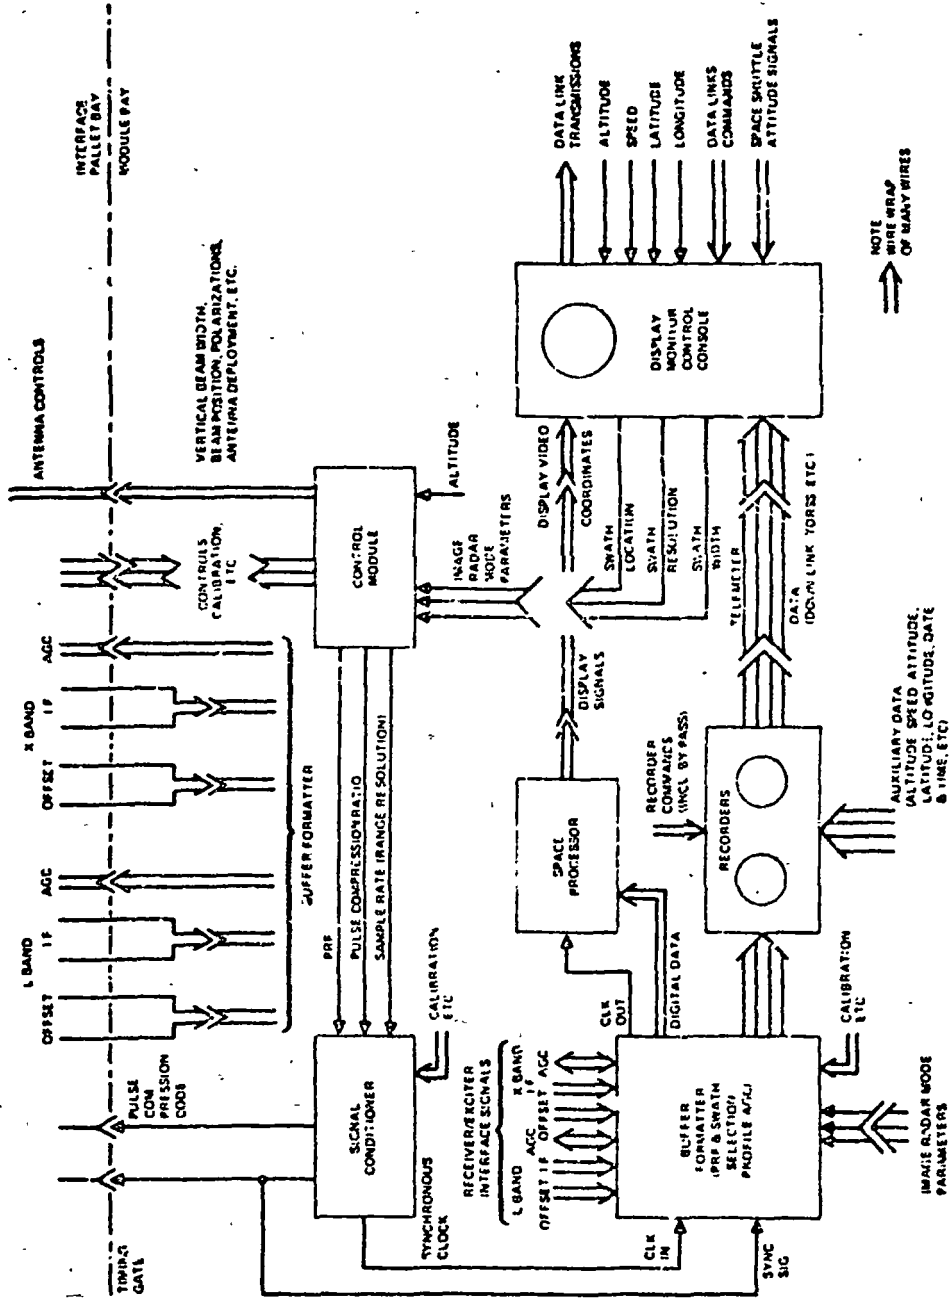 INTERFACE
PALLET BAY
MODULE BAY
ANTENNA CONTROLS
VERTICAL BEAM WIDTH,
BEAM POSITION, POLARIZATIONS,
ANTENNA DEPLOYMENT, ETC.
CONTROLS
CALIBRATION,
ETC
AGC
X BAND
IF
OFFSET
AGC
L BAND
IF
OFFSET
BUFFER FORMATTER
PULSE
COM
PRESSION
CODE
TIMING
GATE
CONTROL
MODULE
ALTITUDE
IMAGE
RADAR
MODE
PARAMETERS
PRF
PULSE COMPRESSION RATIO
SAMPLE RATE (RANGE RESOLUTION)
SIGNAL
CONDITIONER
CALIBRATION
ETC
SYNCHRONOUS
CLOCK
DATA LINK
TRANSMISSIONS
ALTITUDE
SPEED
LATITUDE
LONGITUDE
DATA LINKS
COMMANDS
SPACE SHUTTLE
ATTITUDE SIGNALS
DISPLAY
MONITOR
CONTROL
CONSOLE
NOTE
WIRE WRAP
OF MANY WIRES
DISPLAY VIDEO
COORDINATES
SWATH
LOCATION
SWATH
RESOLUTION
SWATH
WIDTH
TELEMETER
DATA
(DOWN LINK TDRSS ETC)
DISPLAY
SIGNALS
SPACE
PROCESSOR
RECORDER
COMMANDS
(INCL BY PASS)
RECORDERS
AUXILIARY DATA
(ALTITUDE SPEED ATTITUDE,
LATITUDE, LONGITUDE, DATE
& TIME, ETC)
CLK
OUT
DIGITAL DATA
CALIBRATION
ETC
RECEIVER/EXCITER
INTERFACE SIGNALS
L BAND
X BAND
OFFSET IF AGC OFFSET IF AGC
BUFFER
FORMATTER
(PRF & SWATH
SELECTION
PROFILE AGC)
CLK
IN
SYNC
SIG
IMAGE RADAR MODE
PARAMETERS